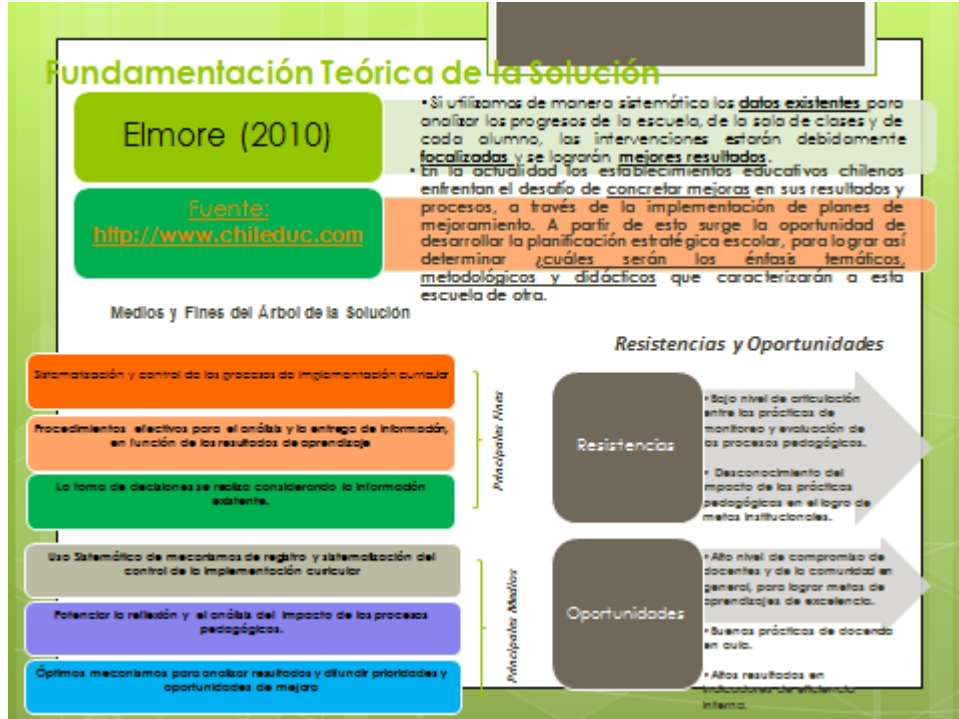 Fundamentación Teórica de la Solución
Elmore (2010)
•Si utilizamos de manera sistemática los datos existentes para
analizar los progresos de la escuela, de la sala de clases y de
cada alumno, las intervenciones estarán debidamente
focalizadas y se lograrán mejores resultados.
Fuente:
http://www.chileduc.com
• En la actualidad los establecimientos educativos chilenos
enfrentan el desafío de concretar mejoras en sus resultados y
procesos, a través de la implementación de planes de
mejoramiento. A partir de esto surge la oportunidad de
desarrollar la planificación estratégica escolar, para lograr así
determinar ¿cuáles serán los énfasis temáticos,
metodológicos y didácticos que caracterizarán a esta
escuela de otra.
Medios y Fines del Árbol de la Solución
Sistematización y control de los procesos de implementación curricular
Procedimientos efectivos para el análisis y la entrega de información,
en función de los resultados de aprendizaje
La toma de decisiones se realiza considerando la información
existente.
Principales Fines
Uso Sistemático de mecanismos de registro y sistematización del
control de la implementación curricular
Potenciar la reflexión y el análisis del impacto de los procesos
pedagógicos.
Óptimos mecanismos para analizar resultados y difundir prioridades y
oportunidades de mejora
Principales Medios
Resistencias y Oportunidades
Resistencias
•Bajo nivel de articulación
entre las prácticas de
monitoreo y evaluación de
los procesos pedagógicos.
• Desconocimiento del
impacto de las prácticas
pedagógicas en el logro de
metas institucionales.
Oportunidades
•Alto nivel de compromiso de
docentes y de la comunidad en
general, para lograr metas de
aprendizajes de excelencia.
•Buenas prácticas de docencia
en aula.
•Altos resultados en
indicadores de eficiencia
interna.